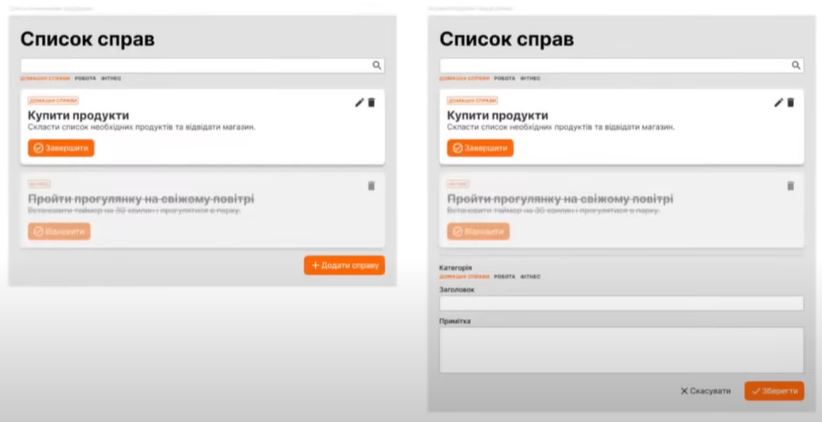 Список справ
ДОМАШНІ СПРАВИ РОБОТА ФІТНЕС
ДОМАШНІ СПРАВИ
Купити продукти
Скласти список необхідних продуктів та відвідати магазин.
Завершити
ФІТНЕС
Пройти прогулянку на свіжому повітрі
Встановити таймер на 30 хвилин і прогулятися в парку.
Відновити
Додати справу
Список справ
ДОМАШНІ СПРАВИ РОБОТА ФІТНЕС
ДОМАШНІ СПРАВИ
Купити продукти
Скласти список необхідних продуктів та відвідати магазин.
Завершити
ФІТНЕС
Пройти прогулянку на свіжому повітрі
Встановити таймер на 30 хвилин і прогулятися в парку.
Відновити
Категорія
ДОМАШНІ СПРАВИ РОБОТА ФІТНЕС
Заголовок
Примітка
Скасувати
Зберегти